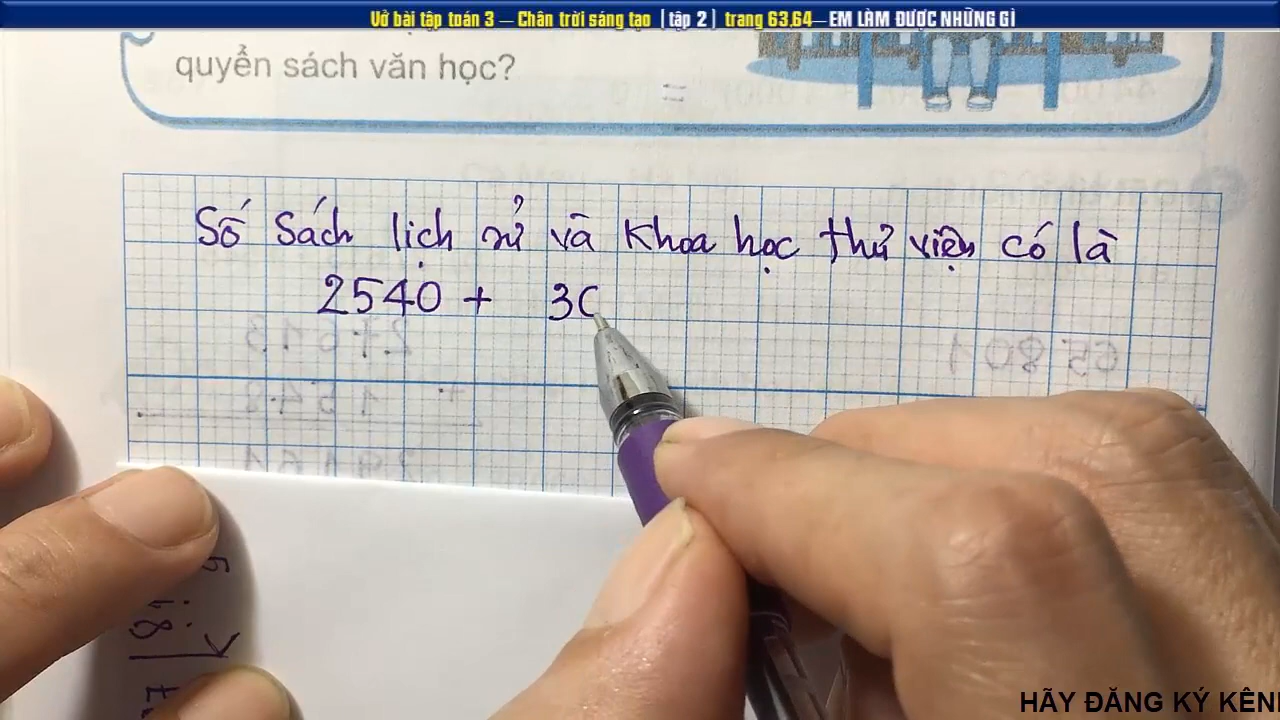 Vở bài tập toán 3 – Chân trời sáng tạo [tập 2] trang 63,64– EM LÀM ĐƯỢC NHỮNG GÌ
quyển sách văn học?
Số sách lịch sử và khoa học thư viện có là
2540 + 30
HÃY ĐĂNG KÝ KÊN